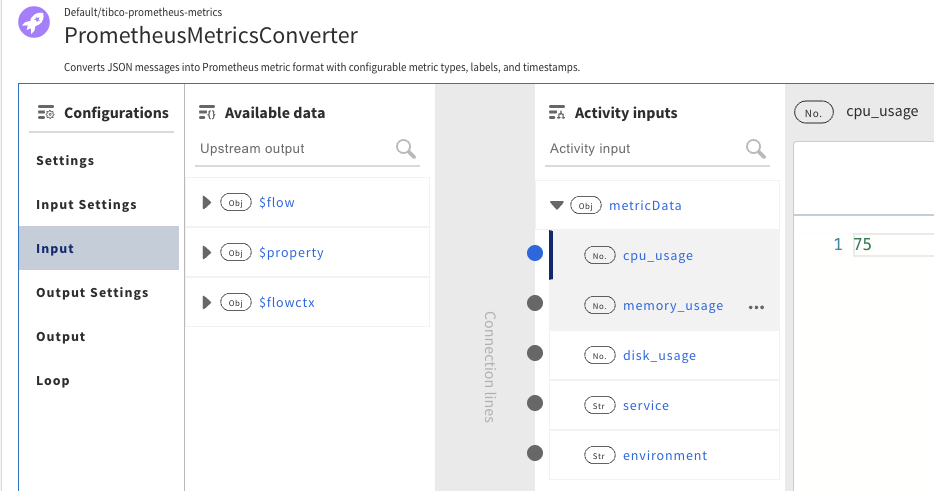 Default/tibco-prometheus-metrics
PrometheusMetricsConverter
Converts JSON messages into Prometheus metric format with configurable metric types, labels, and timestamps.
Configurations
Settings
Input Settings
Input
Output Settings
Output
Loop
Available data
Upstream output
Obj $flow
Obj $property
Obj $flowctx
Connection lines
Activity inputs
Activity input
Obj metricData
No. cpu_usage
No. memory_usage ...
No. disk_usage
Str service
Str environment
No. cpu_usage
1 75